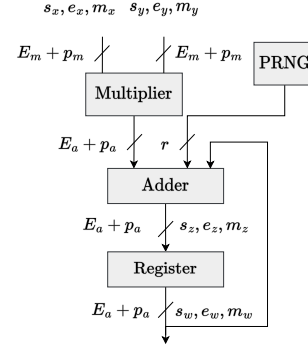 $s_x, e_x, m_x$ $s_y, e_y, m_y$
$E_m + p_m$ $E_m + p_m$
PRNG
Multiplier
$E_a + p_a$ $r$
Adder
$E_a + p_a$ $s_z, e_z, m_z$
Register
$E_a + p_a$ $s_w, e_w, m_w$